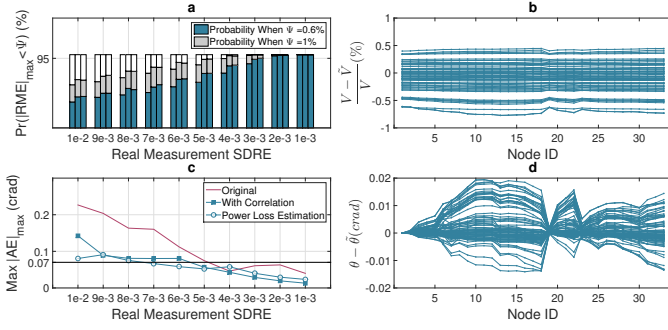 a
Pr(|RME|max<Ψ) (%)
95
Probability When Ψ =0.6%
Probability When Ψ =1%
1e-2 9e-3 8e-3 7e-3 6e-3 5e-3 4e-3 3e-3 2e-3 1e-3
Real Measurement SDRE
b
V − Ṽ / V (%)
1
0.5
0
-0.5
-1
5 10 15 20 25 30
Node ID
c
Max |AE|max (crad)
0.2
0.1
0.07
0
Original
With Correlation
Power Loss Estimation
1e-2 9e-3 8e-3 7e-3 6e-3 5e-3 4e-3 3e-3 2e-3 1e-3
Real Measurement SDRE
d
θ − θ̃(crad)
0.02
0.01
0
-0.01
-0.02
5 10 15 20 25 30
Node ID